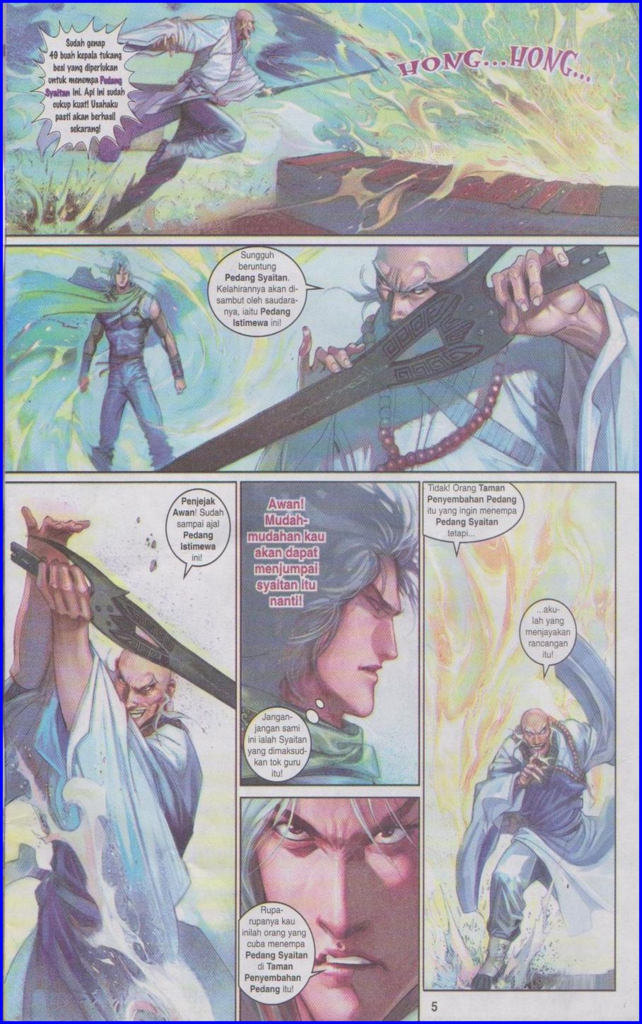 Sudah genap
49 buah kepala tukang
besi yang diperlukan
untuk menempa Pedang
Syaitan ini. Api ini sudah
cukup kuat! Usahaku
pasti akan berhasil
sekarang!
HONG...HONG...
Sungguh
beruntung
Pedang Syaitan.
Kelahirannya akan di-
sambut oleh saudara-
nya, iaitu Pedang
Istimewa ini!
Penjejak
Awan! Sudah
sampai ajal
Pedang
Istimewa
ini!
Awan!
Mudah-
mudahan kau
akan dapat
menjumpai
syaitan itu
nanti!
Jangan-
jangan sami
ini ialah Syaitan
yang dimaksud-
kan tok guru
itu!
Rupa-
rupanya kau
inilah orang yang
cuba menempa
Pedang Syaitan
di Taman
Penyembahan
Pedang itu!
Tidak! Orang Taman
Penyembahan Pedang
itu yang ingin menempa
Pedang Syaitan
tetapi...
...aku-
lah yang
menjayakan
rancangan
itu!
5